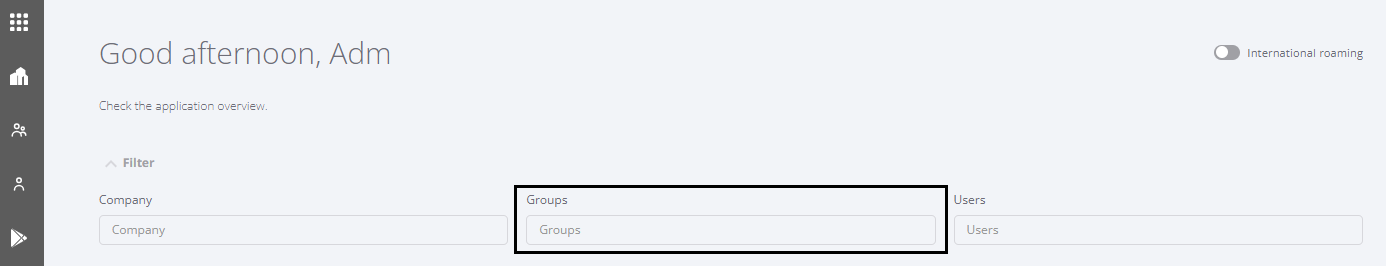 Good afternoon, Adm
International roaming
Check the application overview.
Filter
Company
Groups
Users
Company
Groups
Users